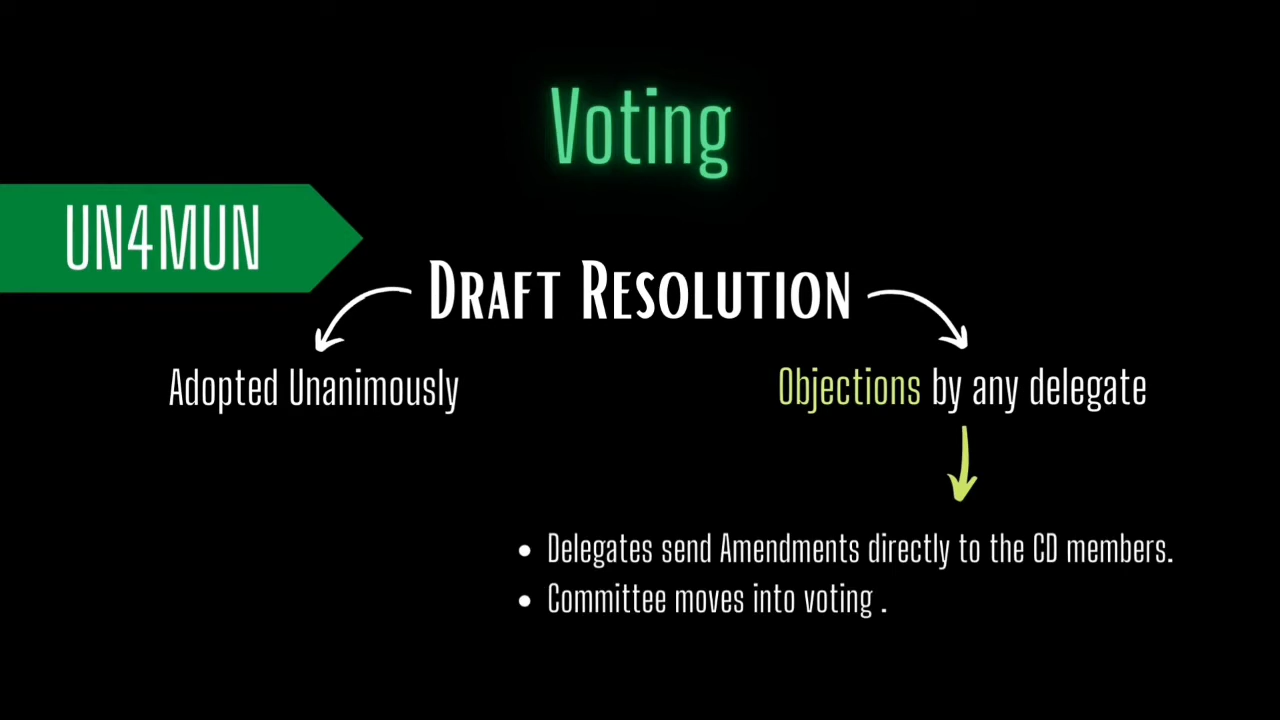 Voting
UN4MUN
DRAFT RESOLUTION
Adopted Unanimously
Objections by any delegate
• Delegates send Amendments directly to the CD members.
• Committee moves into voting .